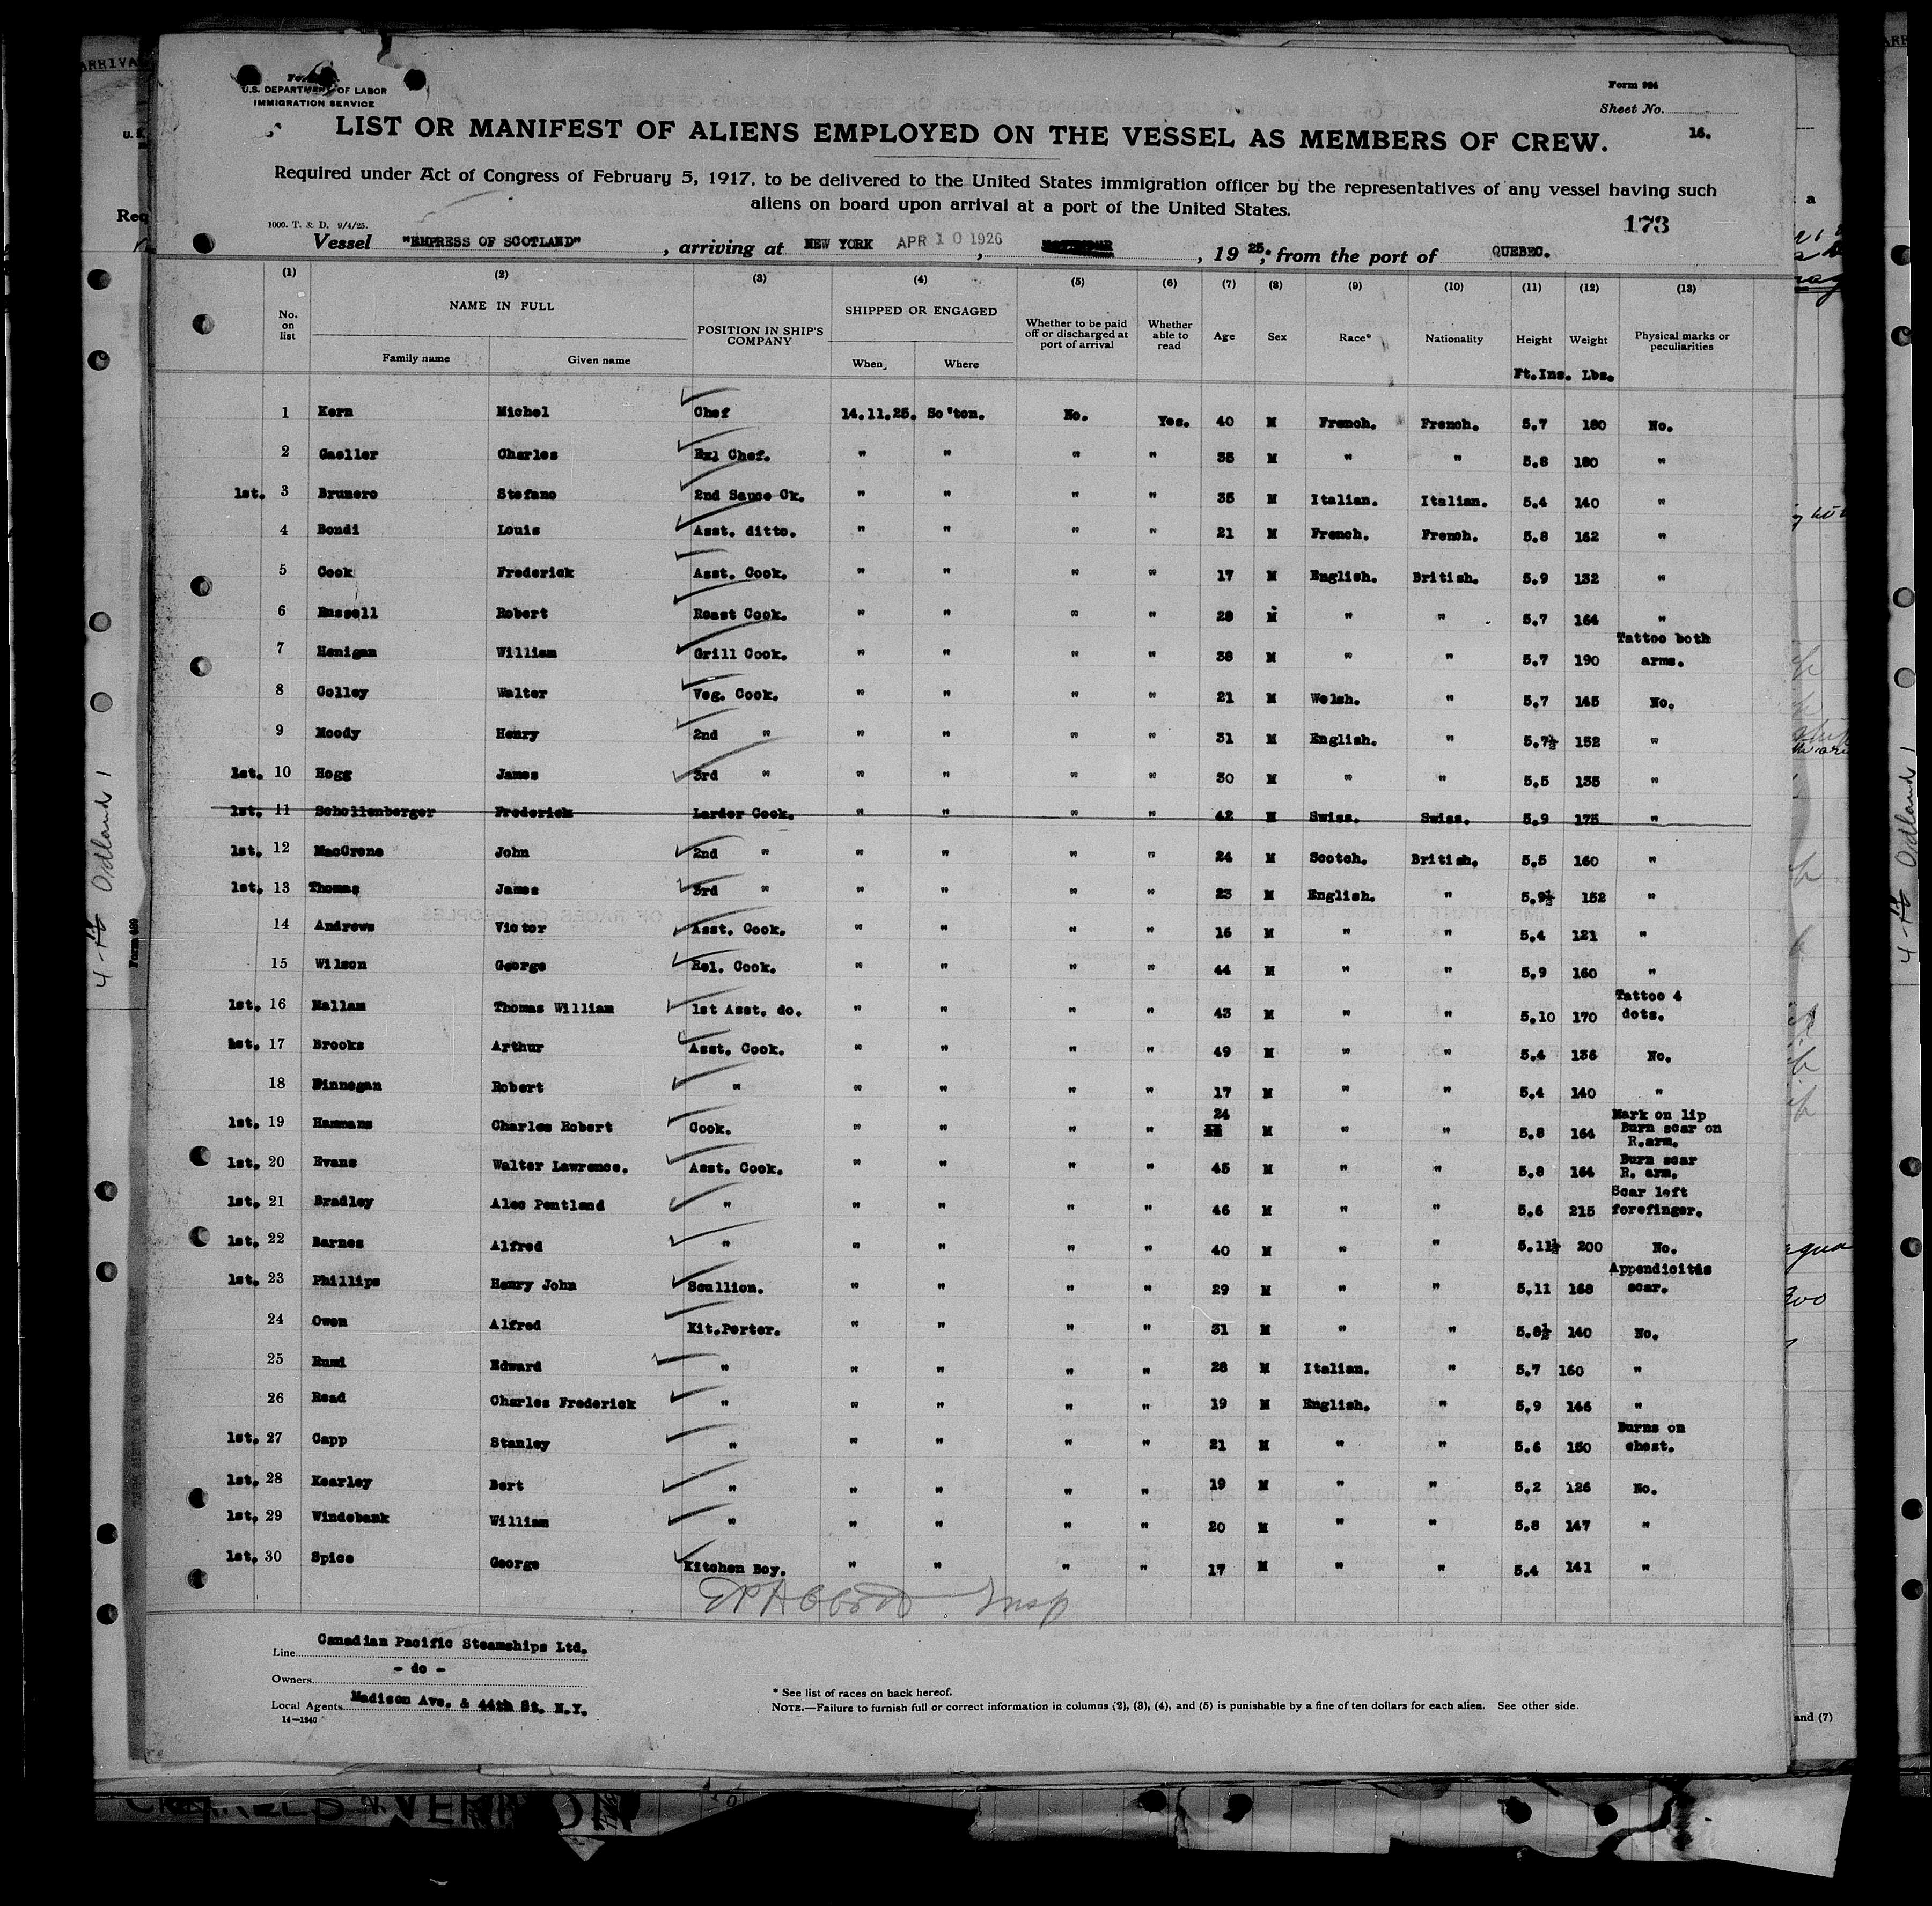 U.S. DEPARTMENT OF LABOR
IMMIGRATION SERVICE
Form 924
Sheet No.
16.
LIST OR MANIFEST OF ALIENS EMPLOYED ON THE VESSEL AS MEMBERS OF CREW.
Required under Act of Congress of February 5, 1917, to be delivered to the United States immigration officer by the representatives of any vessel having such
aliens on board upon arrival at a port of the United States.
173
1000. T. & D. 9/4/25.
Vessel "EMPRESS OF SCOTLAND", arriving at NEW YORK APR 10 1926, , 19 25, from the port of QUEBEC.
(1) (2) (3) (4) (5) (6) (7) (8) (9) (10) (11) (12) (13)
No. on list NAME IN FULL Family name Given name POSITION IN SHIP'S COMPANY SHIPPED OR ENGAGED When Where Whether to be paid off or discharged at port of arrival Whether able to read Age Sex Race* Nationality Height Weight Physical marks or peculiarities
Ft.Ins. Lbs.
1 Kern Michel Chef 14.11.25. So'ton. No. Yes. 40 M French. French. 5.7 180 No.
2 Gaeller Charles Chef. " " " " 35 M " " 5.8 180 "
1st. 3 Brunero Stefano 2nd Sauce Ck. " " " " 35 M Italian. Italian. 5.4 140 "
4 Bondi Louis Asst. ditto. " " " " 21 M French. French. 5.8 162 "
5 Cook Frederick Asst. Cook. " " " " 17 M English. British. 5.9 132 "
6 Russell Robert Roast Cook. " " " " 28 M " " 5.7 164 "
7 Henigan William Grill Cook. " " " " 38 M " " 5.7 190 Tattoo both arms.
8 Colley Walter Veg. Cook. " " " " 21 M Welsh. " 5.7 145 No.
9 Moody Henry 2nd " " " " " 31 M English. " 5.7½ 152 "
1st. 10 Hogg James 3rd " " " " " 30 M " " 5.5 135 "
1st. 11 Schollenberger Frederick Larder Cook. " " " " 42 M Swiss. Swiss. 5.9 175 "
1st. 12 MacGrone John 2nd " " " " " 24 M Scotch. British. 5.5 160 "
1st. 13 Thomas James 3rd " " " " " 23 M English. " 5.9½ 152 "
14 Andrews Victor Asst. Cook. " " " " 16 M " " 5.4 121 "
15 Wilson George Rel. Cook. " " " " 44 M " " 5.9 160 "
1st. 16 Mallam Thomas William 1st Asst. do. " " " " 43 M " " 5.10 170 Tattoo 4 dots.
1st. 17 Brooks Arthur Asst. Cook. " " " " 49 M " " 5.4 136 No.
18 Finnegan Robert " " " " " 17 M " " 5.4 140 "
1st. 19 Hammans Charles Robert Cook. " " " " 24 M " " 5.8 164 Mark on lip Burn scar on R.arm.
1st. 20 Evans Walter Lawrence. Asst. Cook. " " " " 45 M " " 5.8 164 Burn scar R. arm.
1st. 21 Bradley Alec Pentland " " " " " 46 M " " 5.6 215 Scar left forefinger.
1st. 22 Barnes Alfred " " " " " 40 M " " 5.11½ 200 No.
1st. 23 Phillips Henry John Scullion. " " " " 29 M " " 5.11 168 Appendicitis scar.
24 Owen Alfred Kit.Porter. " " " " 31 M " " 5.8½ 140 No.
25 Rumi Edward " " " " " 28 M Italian. " 5.7 160 "
26 Read Charles Frederick " " " " " 19 M English. " 5.9 146 "
1st. 27 Capp Stanley " " " " " 21 M " " 5.6 150 Burns on chest.
1st. 28 Kearley Bert " " " " " 19 M " " 5.2 126 No.
1st. 29 Windebank William " " " " " 20 M " " 5.8 147 "
1st. 30 Spice George Kitchen Boy. " " " " 17 M " " 5.4 141 "
EP Abbott Insp
Line Canadian Pacific Steamships Ltd.
Owners - do -
Local Agents Madison Ave. & 44th St. N.Y.
14—1240
* See list of races on back hereof.
NOTE.—Failure to furnish full or correct information in columns (2), (3), (4), and (5) is punishable by a fine of ten dollars for each alien. See other side.